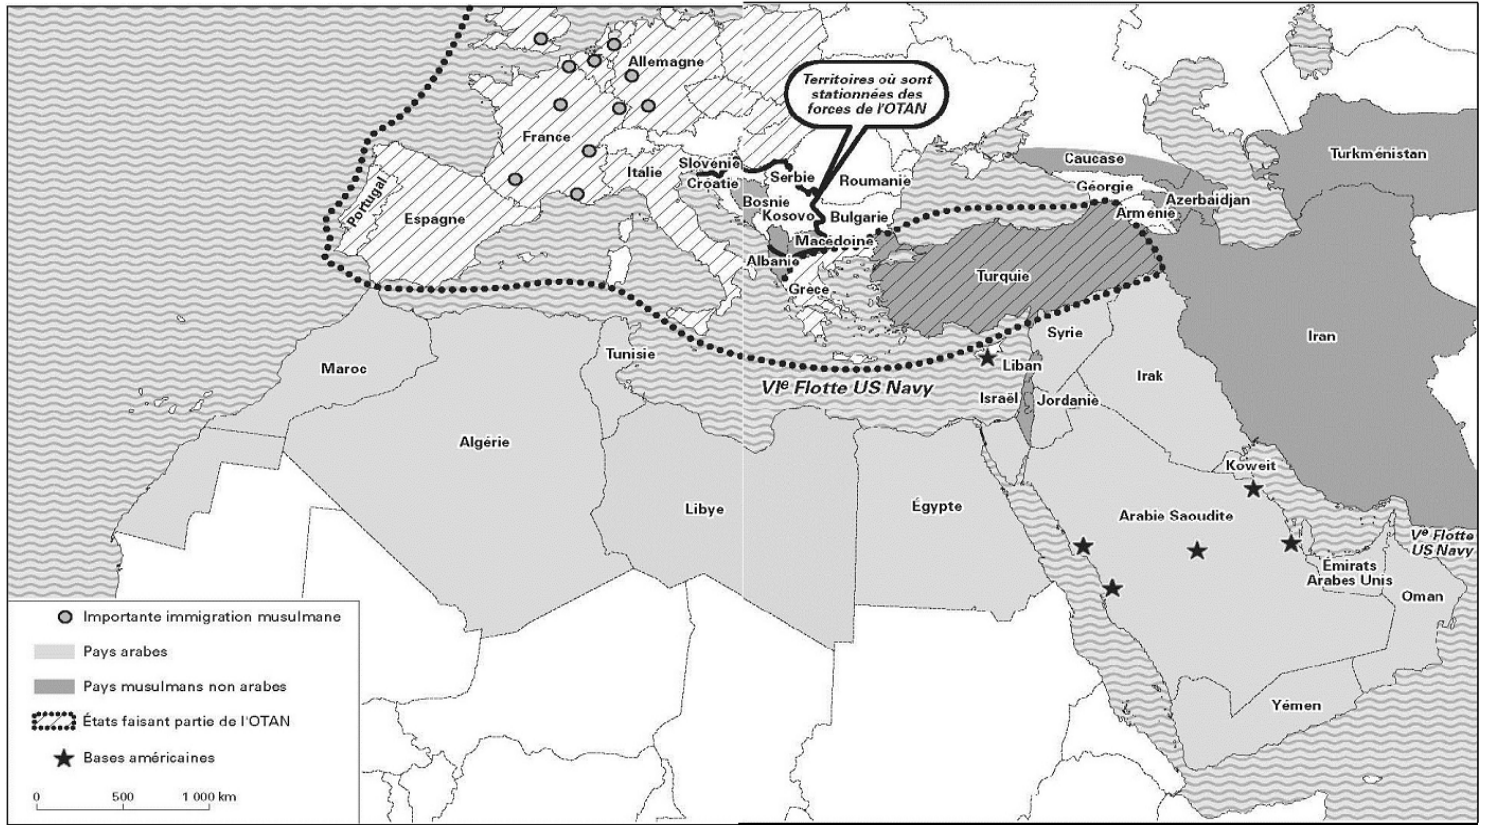 Territoires où sont
stationnées des
forces de l'OTAN
Allemagne
France
Slovénie
Italie
Croatie
Serbie
Roumanie
Caucase
Turkménistan
Géorgie
Azerbaïdjan
Arménie
Portugal
Espagne
Bosnie
Kosovo
Bulgarie
Macédoine
Albanie
Grèce
Turquie
Iran
Syrie
Maroc
Tunisie
Liban
Irak
VIe Flotte US Navy
Israël
Jordanie
Algérie
Koweit
Libye
Égypte
Arabie Saoudite
Ve Flotte
US Navy
Émirats
Arabes Unis
Oman
Yémen
Importante immigration musulmane
Pays arabes
Pays musulmans non arabes
États faisant partie de l'OTAN
Bases américaines
0 500 1 000 km